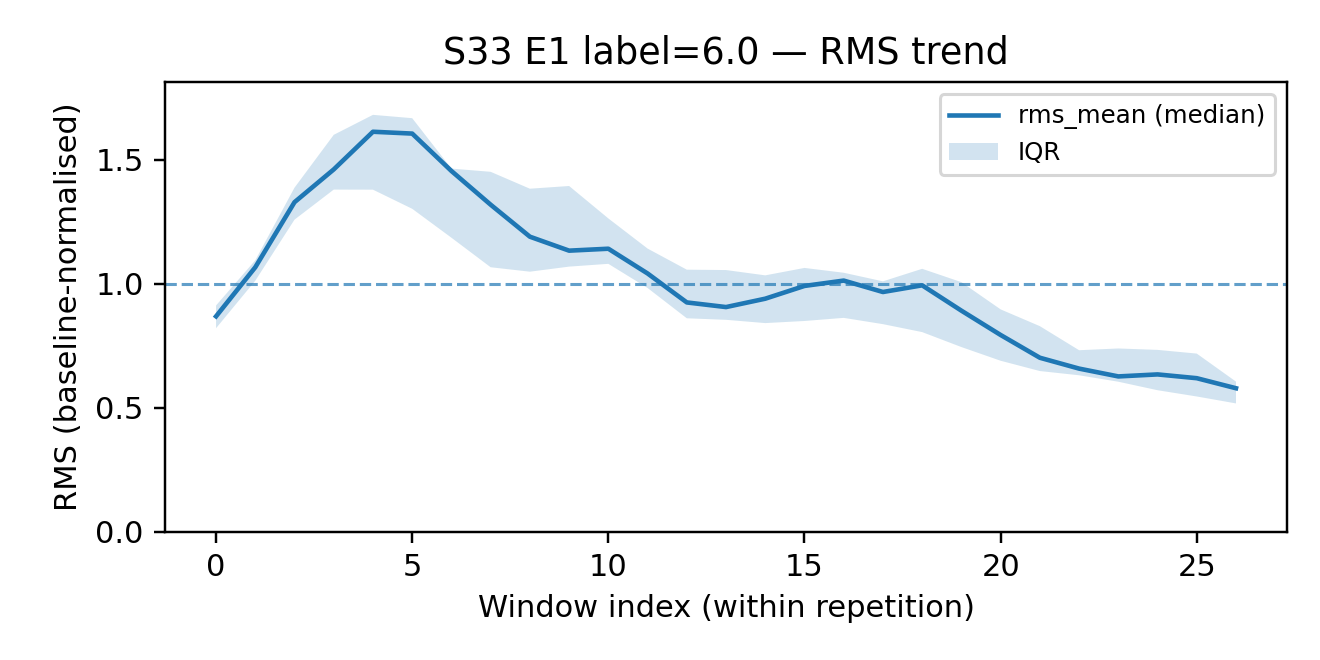 S33 E1 label=6.0 — RMS trend
RMS (baseline-normalised)
1.5
1.0
0.5
0.0
rms_mean (median)
IQR
0 5 10 15 20 25
Window index (within repetition)